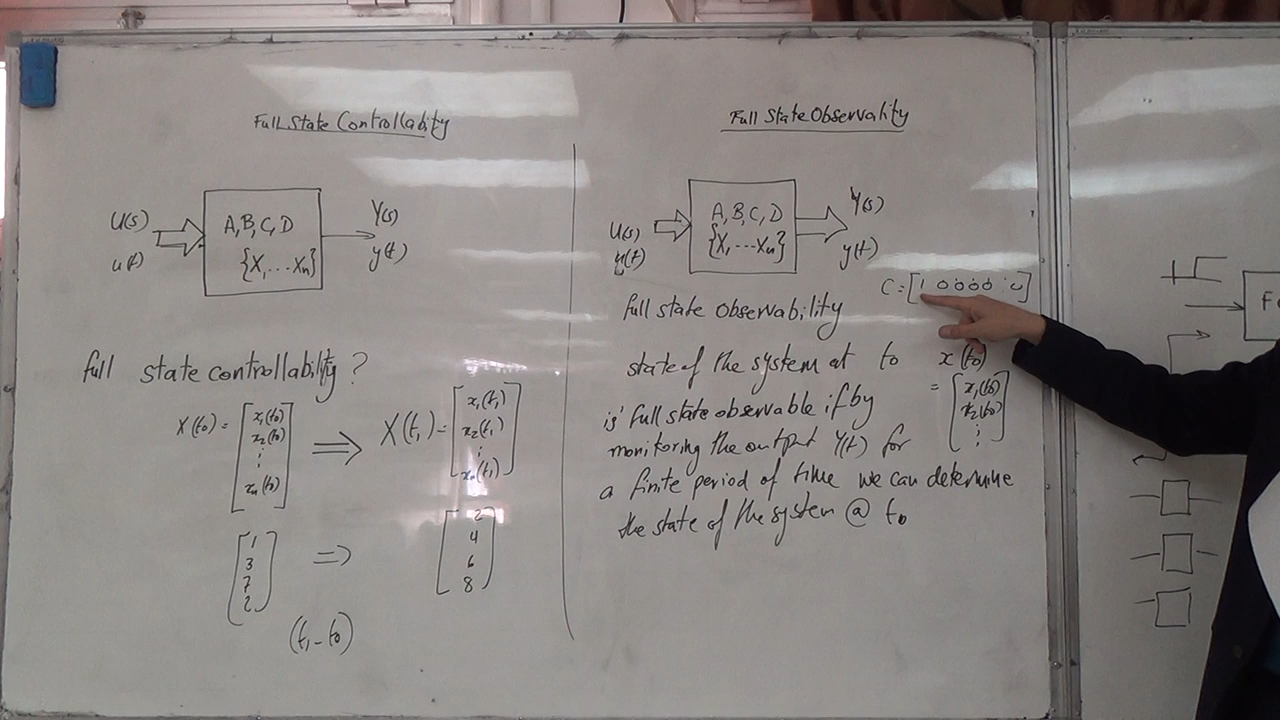 Full State Controllability
U(s)
u(t)
A,B,C,D
{X, ... Xn}
Y(s)
y(t)
full state controllability ?
X(t0) = [x1(t0) x2(t0) ⋮ xn(t0)] ⇒ X(t1) = [x1(t1) x2(t1) ⋮ xn(t1)]
[1 3 7 2] ⇒ [2 4 6 8]
(t1 - t0)
Full State Observality
U(s)
u(t)
A,B,C,D
{X, ... Xn}
Y(s)
y(t)
C = [1 0 0 0 0 . 0]
full state observability
state of the system at t0 x(t0)
= [x1(t0) x2(t0) ⋮]
is' full state observable if by
monitoring the output Y(t) for
a finite period of time we can determine
the state of the system @ t0
F